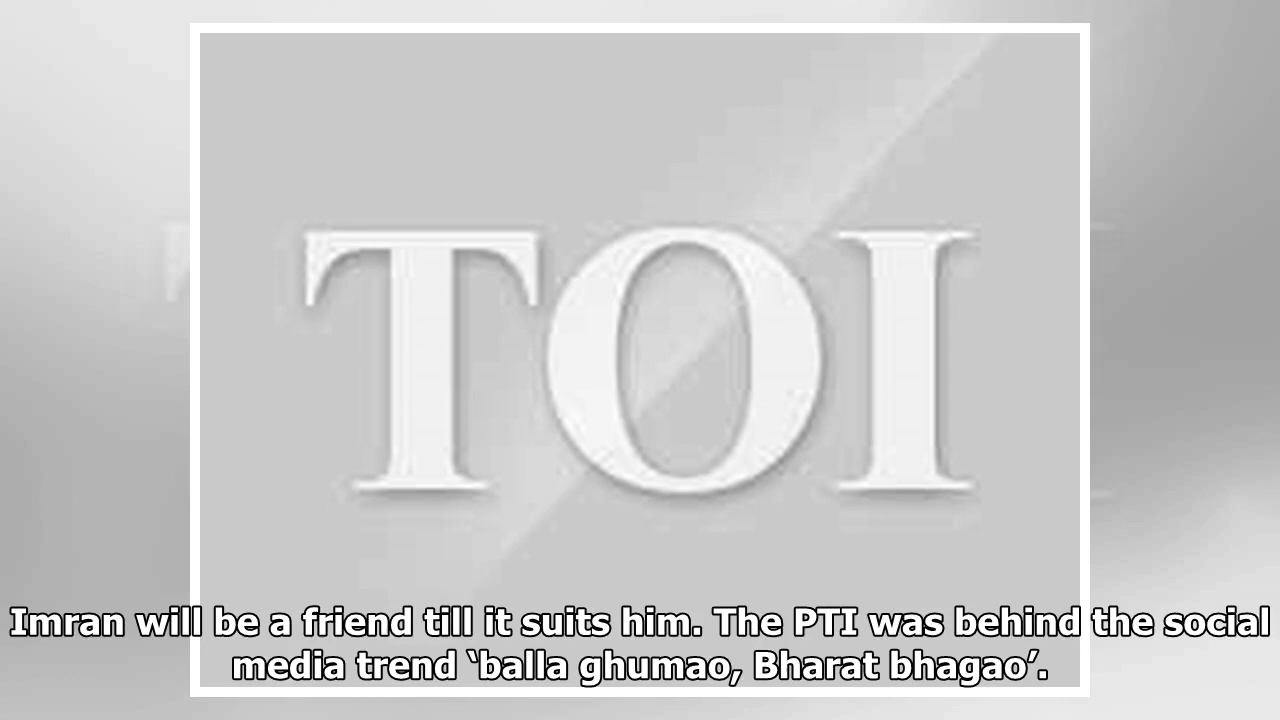 TOI
Imran will be a friend till it suits him. The PTI was behind the social
media trend ‘balla ghumao, Bharat bhagao’.